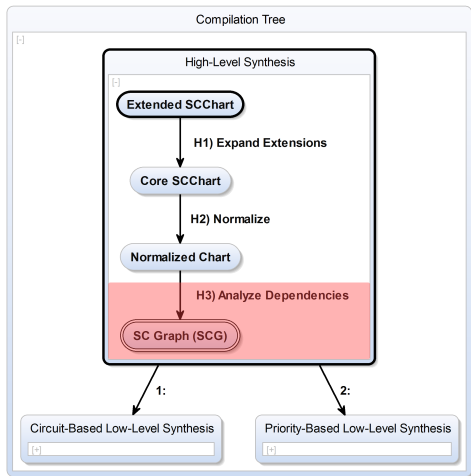 Compilation Tree
[-]
High-Level Synthesis
[-]
Extended SCChart
H1) Expand Extensions
Core SCChart
H2) Normalize
Normalized Chart
H3) Analyze Dependencies
SC Graph (SCG)
1:
2:
Circuit-Based Low-Level Synthesis
[+]
Priority-Based Low-Level Synthesis
[+]